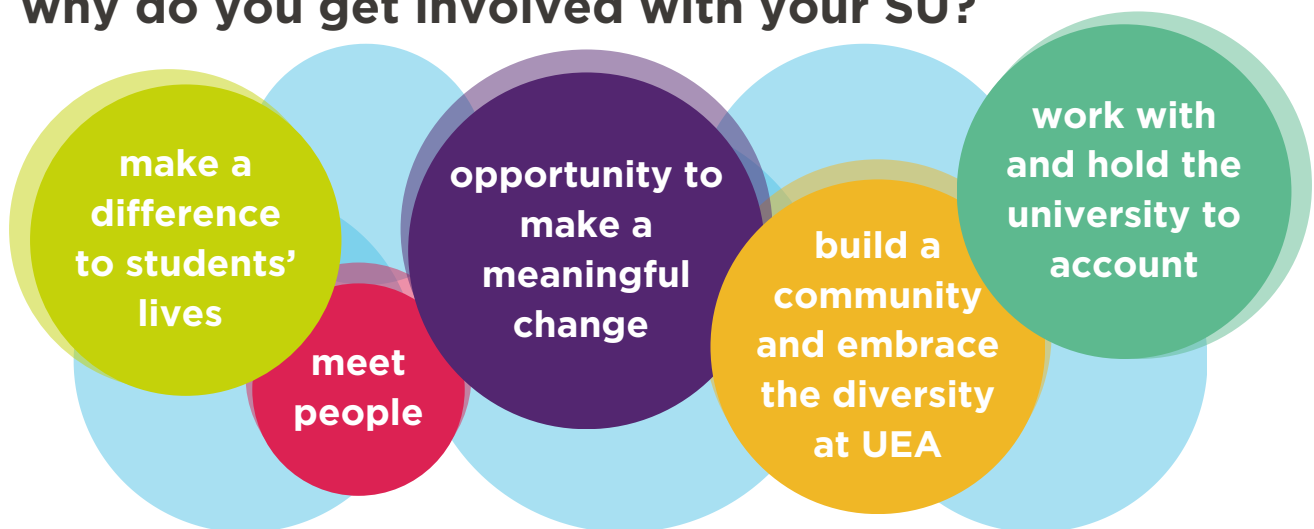 why do you get involved with your SU?
make a
difference
to students’
lives
meet
people
opportunity to
make a
meaningful
change
build a
community
and embrace
the diversity
at UEA
work with
and hold the
university to
account